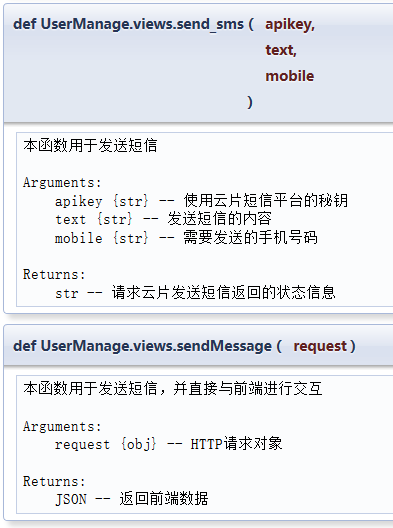 def UserManage.views.send_sms ( apikey,
text,
mobile
)
本函数用于发送短信
Arguments:
apikey {str} -- 使用云片短信平台的秘钥
text {str} -- 发送短信的内容
mobile {str} -- 需要发送的手机号码
Returns:
str -- 请求云片发送短信返回的状态信息
def UserManage.views.sendMessage ( request )
本函数用于发送短信，并直接与前端进行交互
Arguments:
request {obj} -- HTTP请求对象
Returns:
JSON -- 返回前端数据